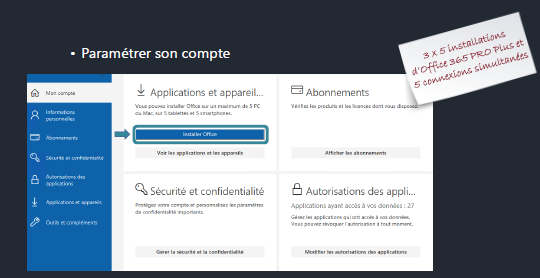 • Paramétrer son compte
3 x 5 installations
d'Office 365 PRO Plus et
5 connexions simultanées
Mon compte
Informations
personnelles
Abonnements
Sécurité et confidentialité
Autorisations des
applications
Applications et appareils
Outils et compléments
Applications et appareil...
Vous pouvez installer Office sur un maximum de 5 PC
ou Mac, sur 5 tablettes et 5 smartphones.
Installer Office
Voir les applications et les appareils
Abonnements
Vérifiez les produits et les licences dont vous disposez.
Afficher les abonnements
Sécurité et confidentialité
Protégez votre compte et personnalisez les paramètres
de confidentialité importants.
Gérer la sécurité et la confidentialité
Autorisations des appli...
Applications ayant accès à vos données : 27
Gérez les applications qui ont accès à vos données.
Vous pouvez révoquer l'autorisation à tout moment.
Modifier les autorisations des applications